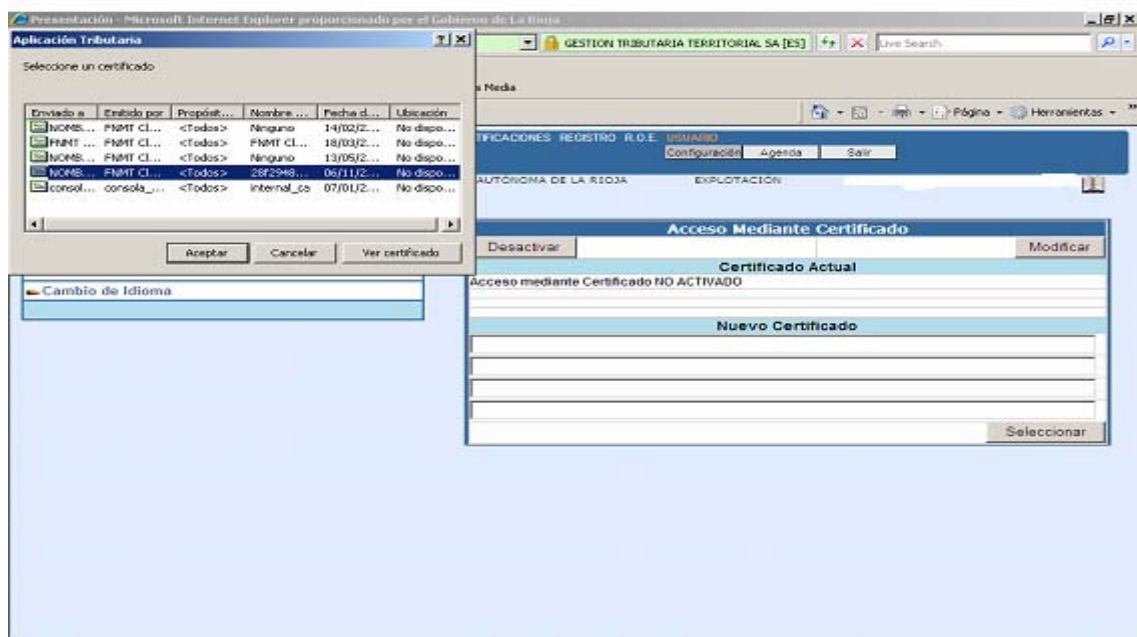 Presentación - Microsoft Internet Explorer proporcionado por el Gobierno de La Rioja
Aplicación Tributaria
GESTION TRIBUTARIA TERRITORIAL SA [ES]
Live Search
Seleccione un certificado
Media
Enviado a Emitido por Propósit... Nombre ... Fecha d... Ubicación
NOMB... FNMT Cl... <Todos> Ninguno 14/02/2... No dispo...
FNMT ... FNMT Cl... <Todos> FNMT Cl... 18/03/2... No dispo...
NOMB... FNMT Cl... <Todos> Ninguno 13/05/2... No dispo...
NOMB... FNMT Cl... <Todos> 28F2948... 06/11/2... No dispo...
consol... consola_... <Todos> internal_ca 07/01/2... No dispo...
Página Herramientas
TIFICACIONES REGISTRO R.O.E. USUARIO
Configuración Agenda Salir
AUTÓNOMA DE LA RIOJA EXPLOTACIÓN
Aceptar Cancelar Ver certificado
Acceso Mediante Certificado
Desactivar Modificar
Certificado Actual
Cambio de Idioma
Acceso mediante Certificado NO ACTIVADO
Nuevo Certificado
Seleccionar